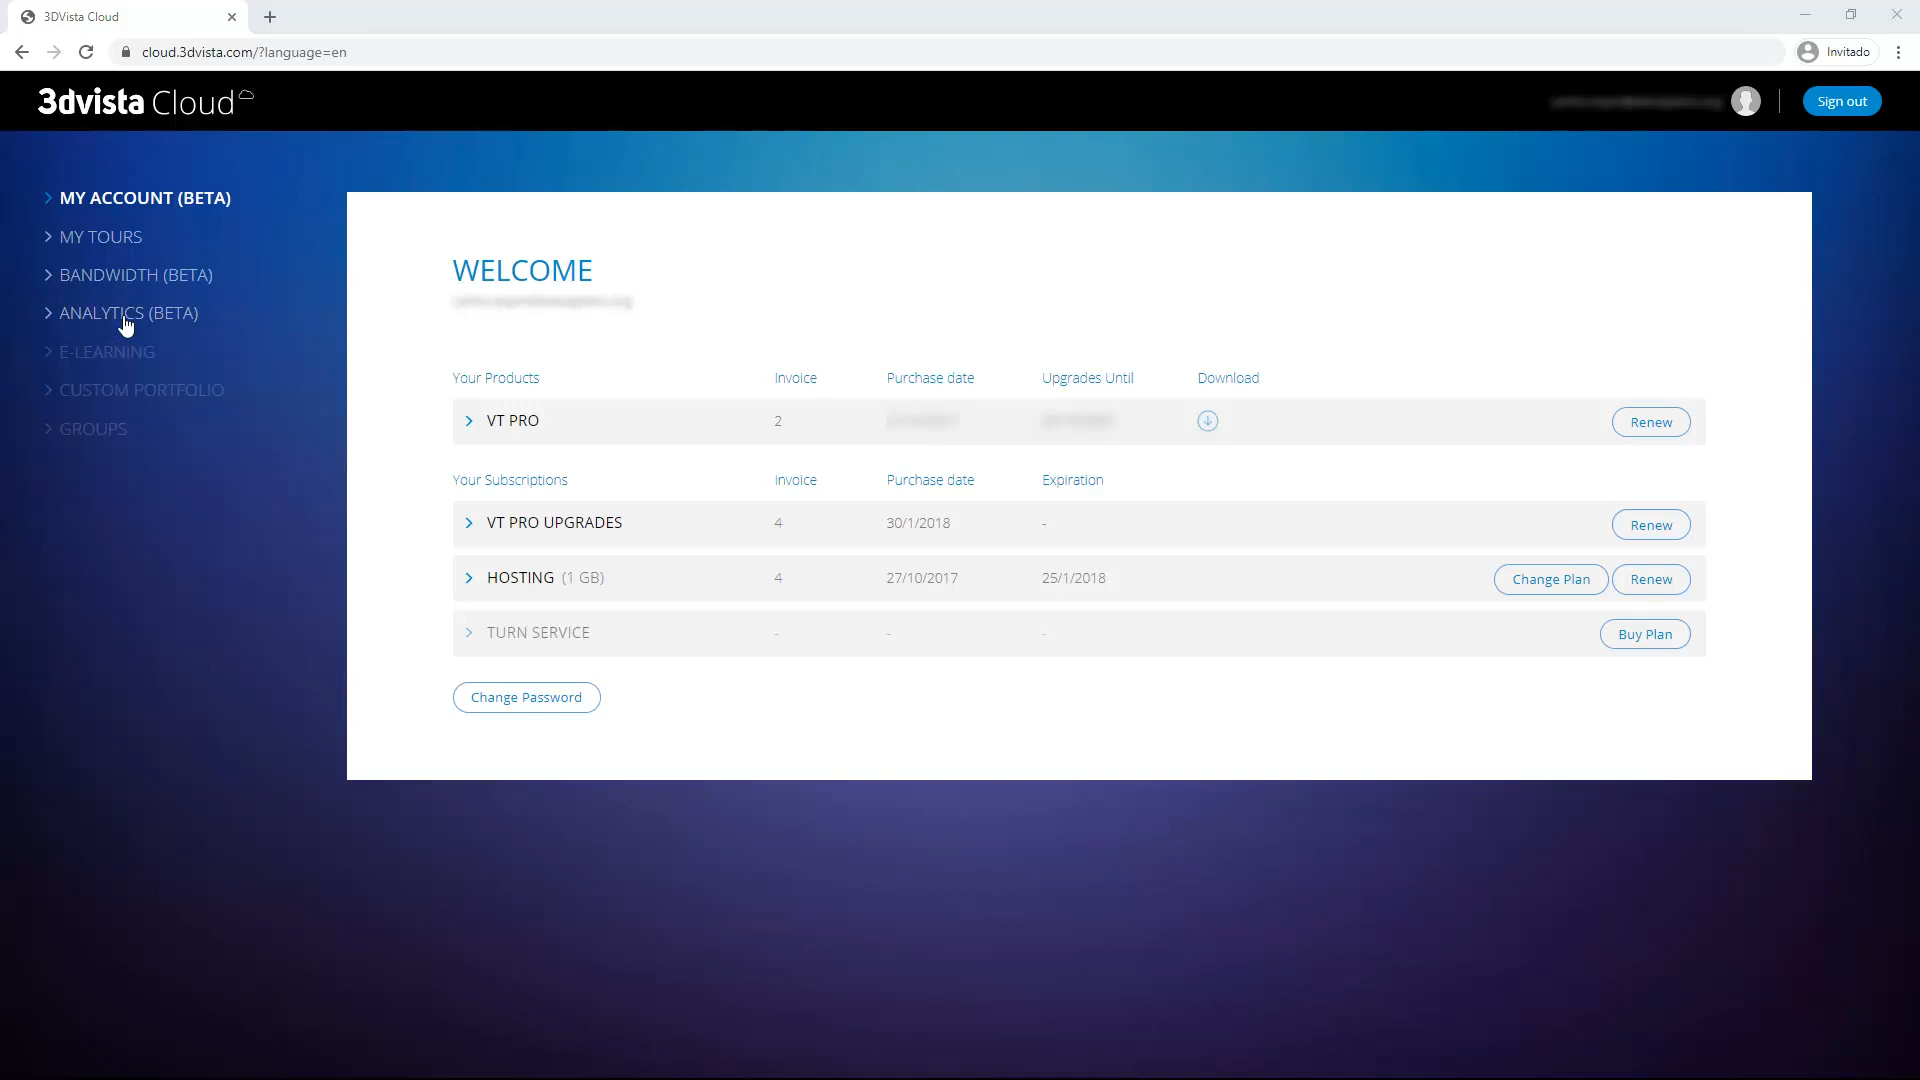 3DVista Cloud
cloud.3dvista.com/?language=en
Invitado
3dvista Cloud
Sign out
MY ACCOUNT (BETA)
MY TOURS
BANDWIDTH (BETA)
ANALYTICS (BETA)
E-LEARNING
CUSTOM PORTFOLIO
GROUPS
WELCOME
Your Products Invoice Purchase date Upgrades Until Download
VT PRO 2 Renew
Your Subscriptions Invoice Purchase date Expiration
VT PRO UPGRADES 4 30/1/2018 - Renew
HOSTING (1 GB) 4 27/10/2017 25/1/2018 Change Plan Renew
TURN SERVICE - - - Buy Plan
Change Password